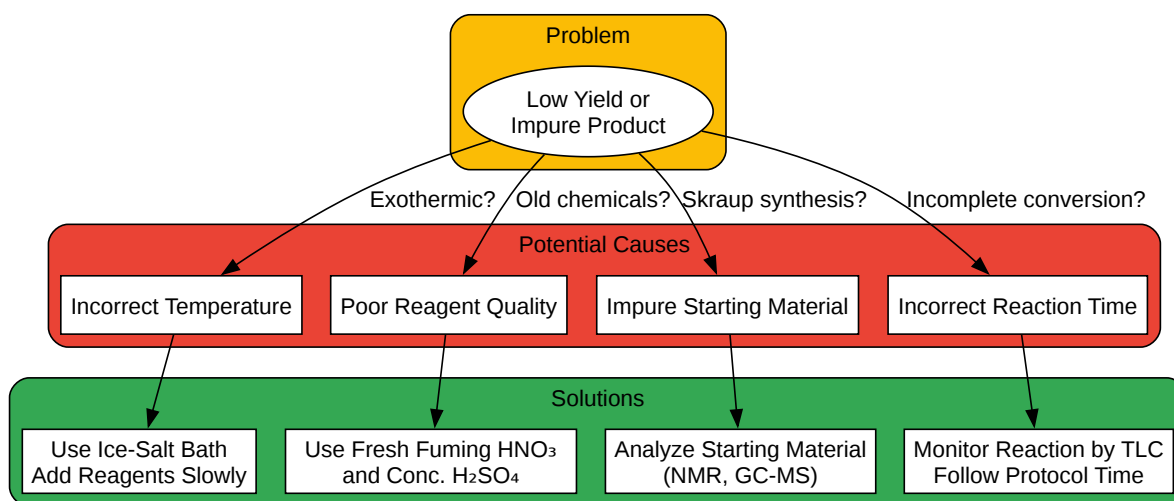 Problem
Low Yield or
Impure Product
Exothermic?
Old chemicals?
Skraup synthesis?
Incomplete conversion?
Potential Causes
Incorrect Temperature
Poor Reagent Quality
Impure Starting Material
Incorrect Reaction Time
Solutions
Use Ice-Salt Bath
Add Reagents Slowly
Use Fresh Fuming HNO₃
and Conc. H₂SO₄
Analyze Starting Material
(NMR, GC-MS)
Monitor Reaction by TLC
Follow Protocol Time